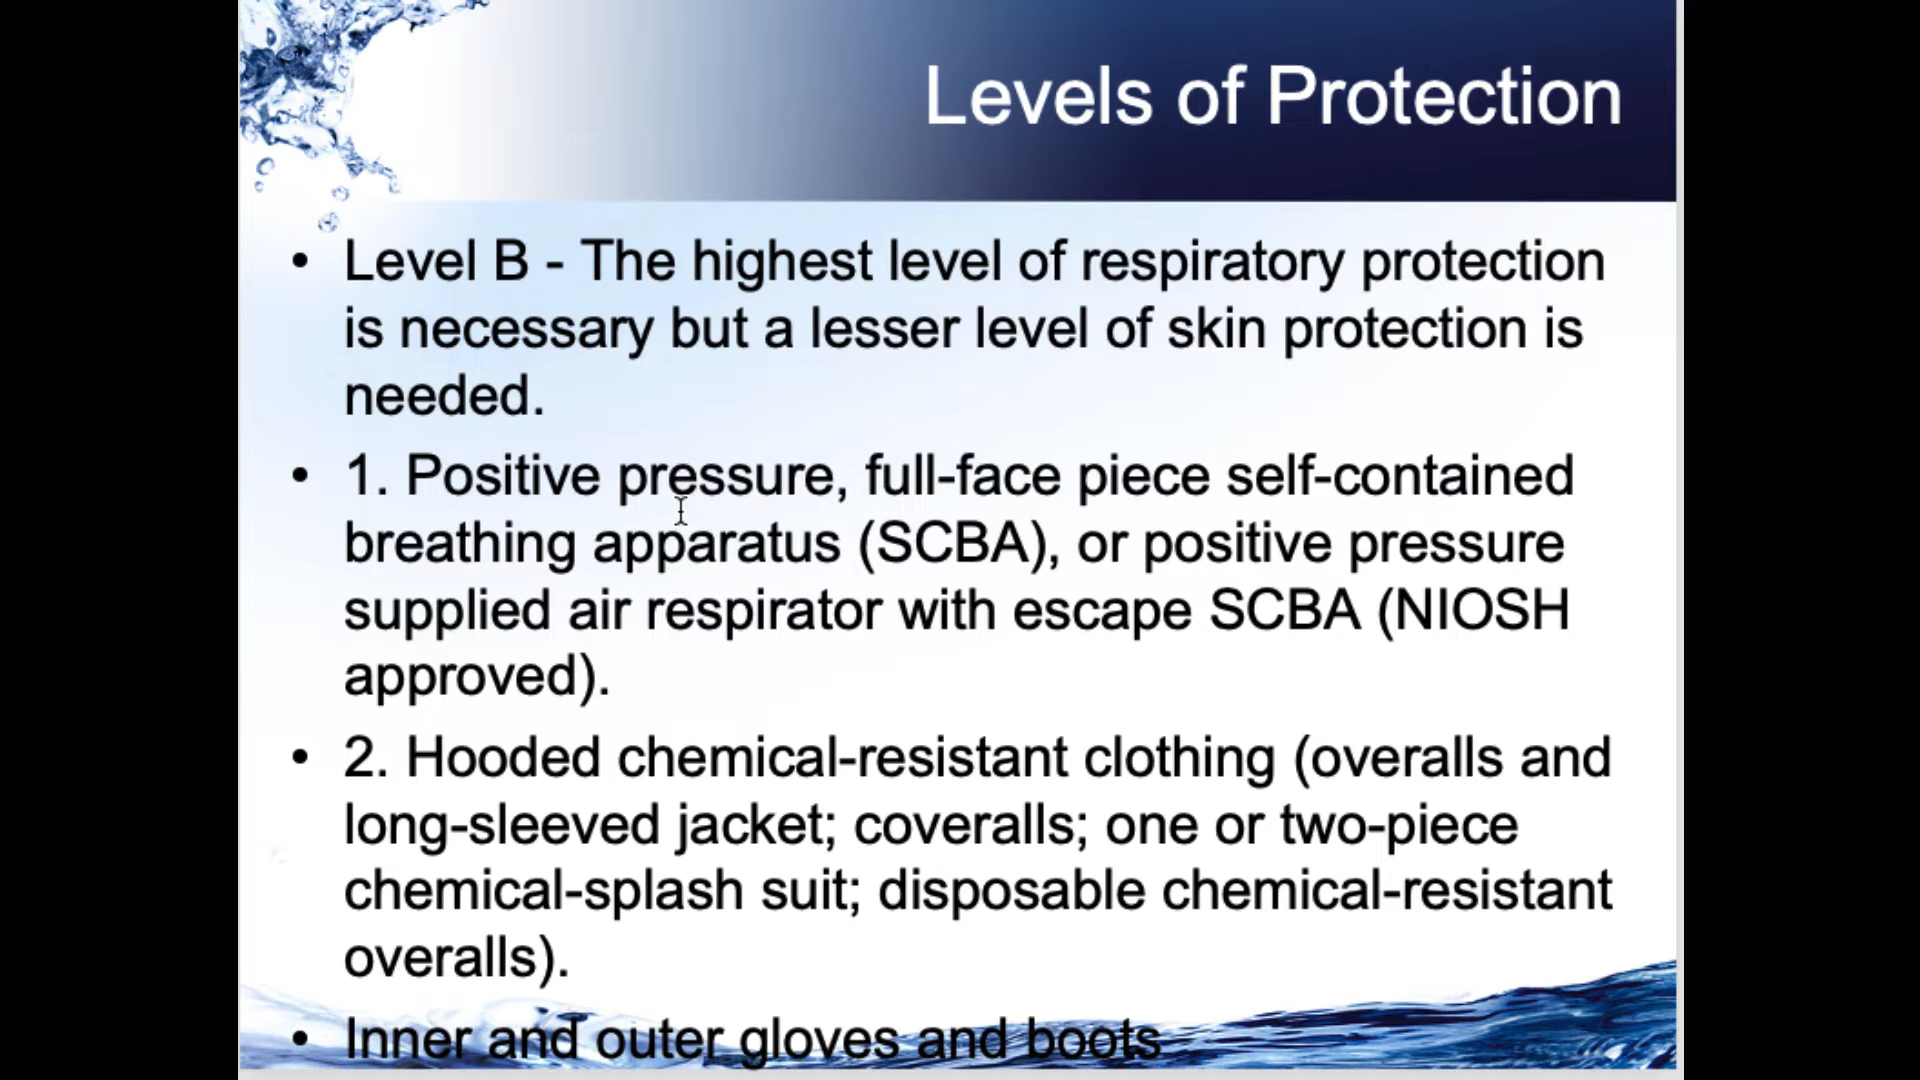 Levels of Protection
• Level B - The highest level of respiratory protection
is necessary but a lesser level of skin protection is
needed.
• 1. Positive pressure, full-face piece self-contained
breathing apparatus (SCBA), or positive pressure
supplied air respirator with escape SCBA (NIOSH
approved).
• 2. Hooded chemical-resistant clothing (overalls and
long-sleeved jacket; coveralls; one or two-piece
chemical-splash suit; disposable chemical-resistant
overalls).
• Inner and outer gloves and boots